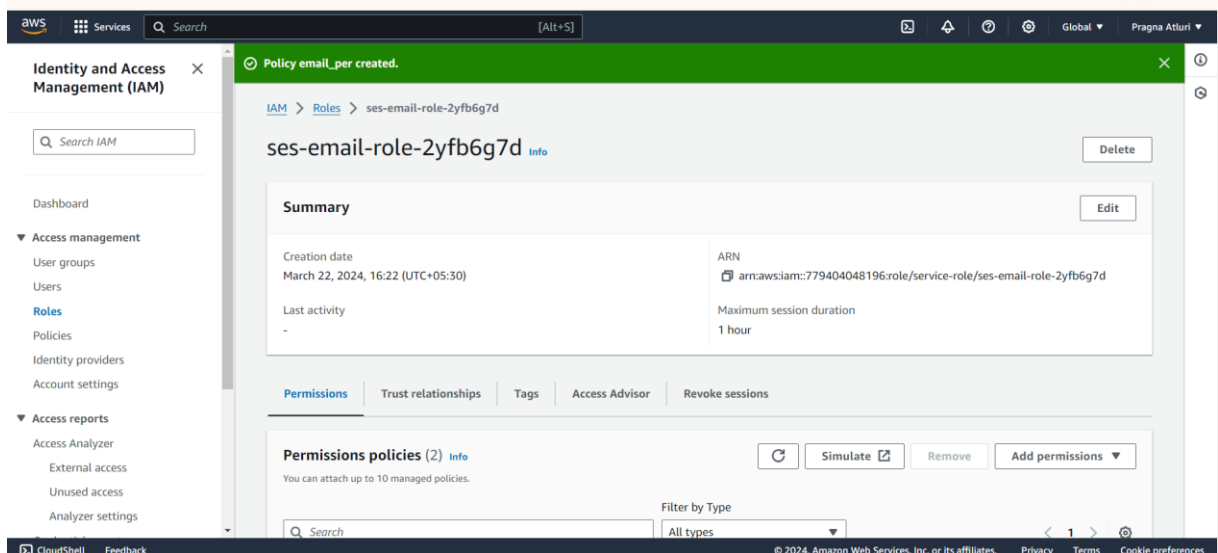 aws Services Search [Alt+S] Global Pragna Atluri
Identity and Access
Management (IAM)
Search IAM
Dashboard
Access management
User groups
Users
Roles
Policies
Identity providers
Account settings
Access reports
Access Analyzer
External access
Unused access
Analyzer settings
Policy email_per created.
IAM > Roles > ses-email-role-2yfb6g7d
ses-email-role-2yfb6g7d Info
Delete
Summary
Edit
Creation date
March 22, 2024, 16:22 (UTC+05:30)
ARN
arn:aws:iam::779404048196:role/service-role/ses-email-role-2yfb6g7d
Last activity
-
Maximum session duration
1 hour
Permissions Trust relationships Tags Access Advisor Revoke sessions
Permissions policies (2) Info
Simulate Remove Add permissions
You can attach up to 10 managed policies.
Filter by Type
Search All types < 1 >
CloudShell Feedback © 2024, Amazon Web Services, Inc. or its affiliates. Privacy Terms Cookie preferences